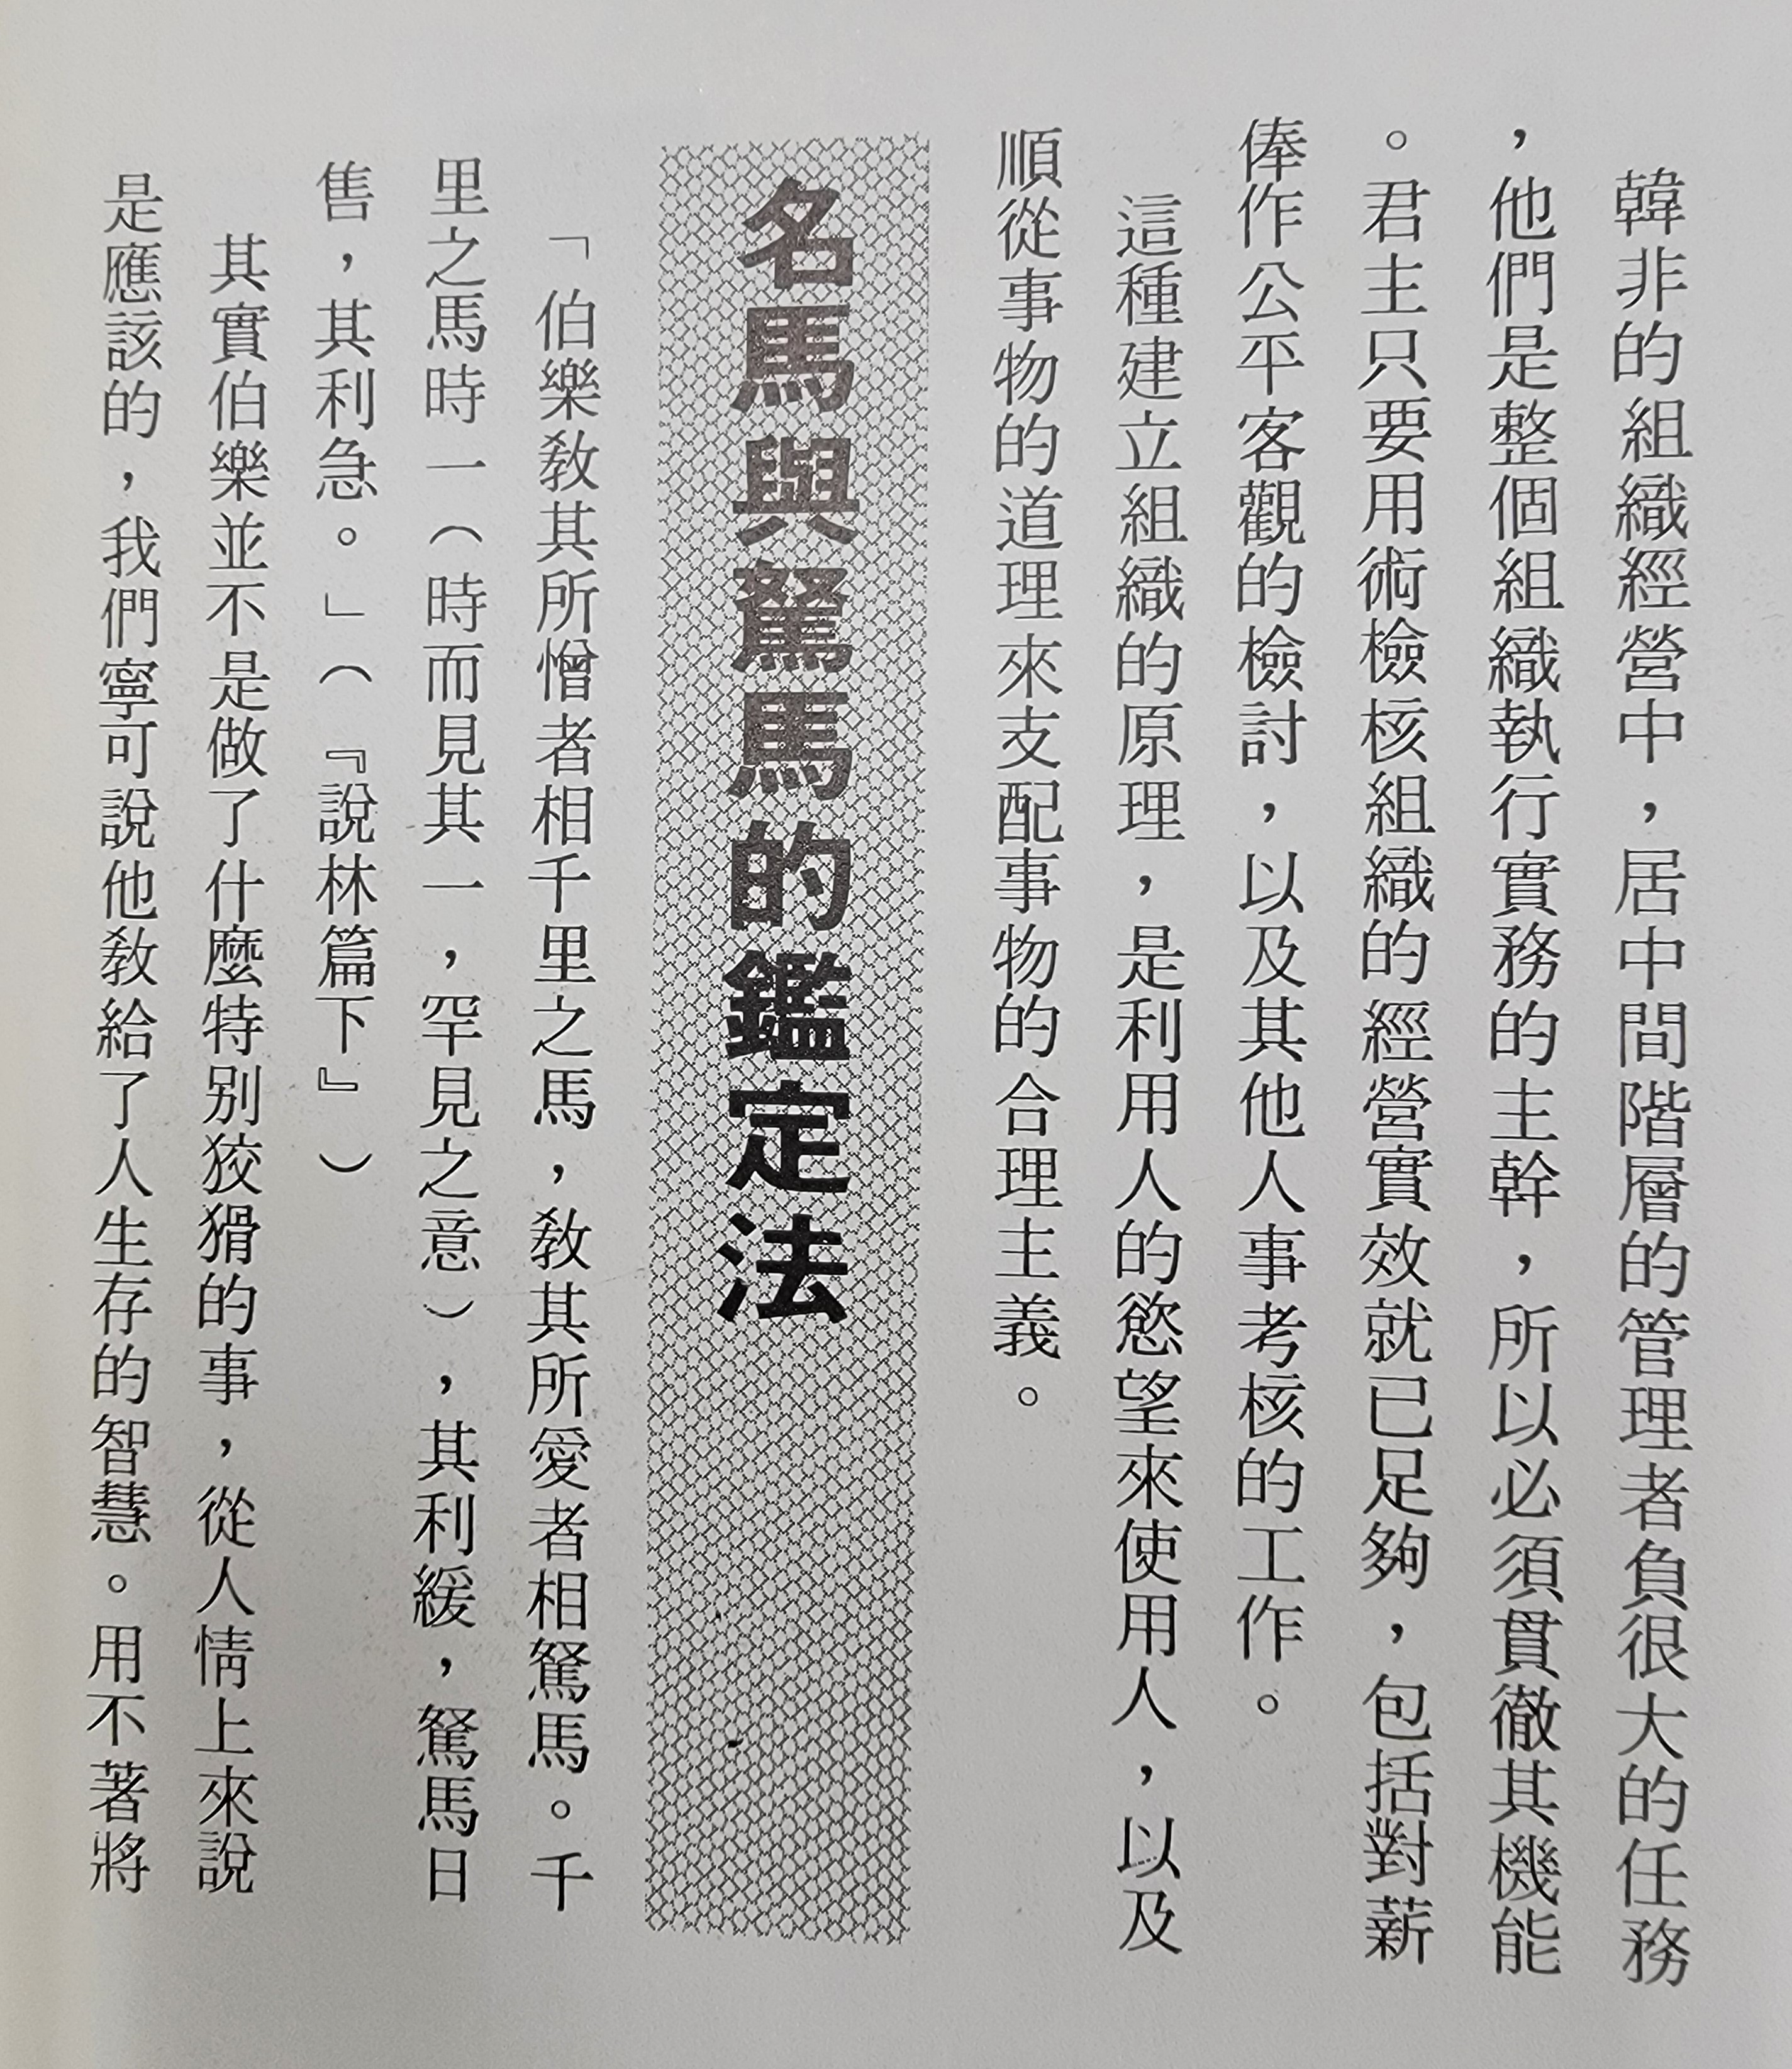 韓非的組織經營中，居中間階層的管理者負很大的任務
，他們是整個組織執行實務的主幹，所以必須貫徹其機能
。君主只要用術檢核組織的經營實效就已足夠，包括對薪
俸作公平客觀的檢討，以及其他人事考核的工作。
這種建立組織的原理，是利用人的慾望來使用人，以及
順從事物的道理來支配事物的合理主義。
名馬與駑馬的鑑定法
「伯樂教其所憎者相千里之馬，教其所愛者相駑馬。千
里之馬時一（時而見其一，罕見之意），其利緩，駑馬日
售，其利急。」（『說林篇下』）
其實伯樂並不是做了什麼特別狡猾的事，從人情上來說
是應該的，我們寧可說他教給了人生存的智慧。用不著將